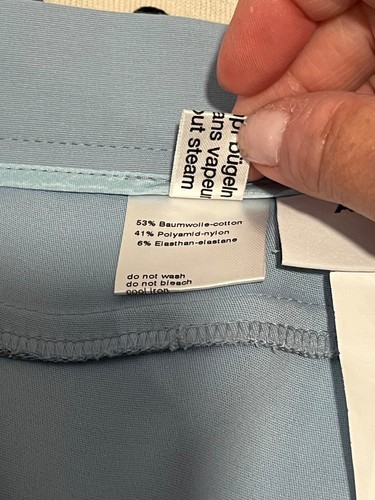 bügeln
ans vapeur
out steam
53% Baumwolle-cotton
41% Polyamid-nylon
6% Elasthan-elastane
do not wash
do not bleach
cool iron